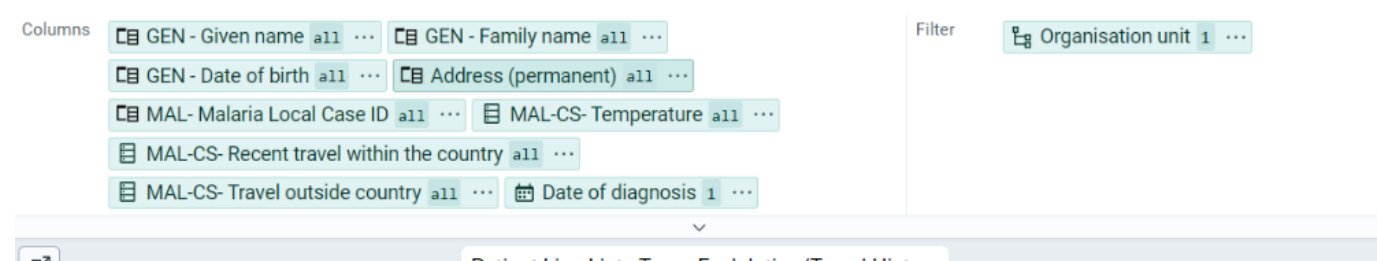 Columns GEN - Given name all ... GEN - Family name all ... Filter Organisation unit 1 ...
GEN - Date of birth all ... Address (permanent) all ...
MAL- Malaria Local Case ID all ... MAL-CS- Temperature all ...
MAL-CS- Recent travel within the country all ...
MAL-CS- Travel outside country all ... Date of diagnosis 1 ...